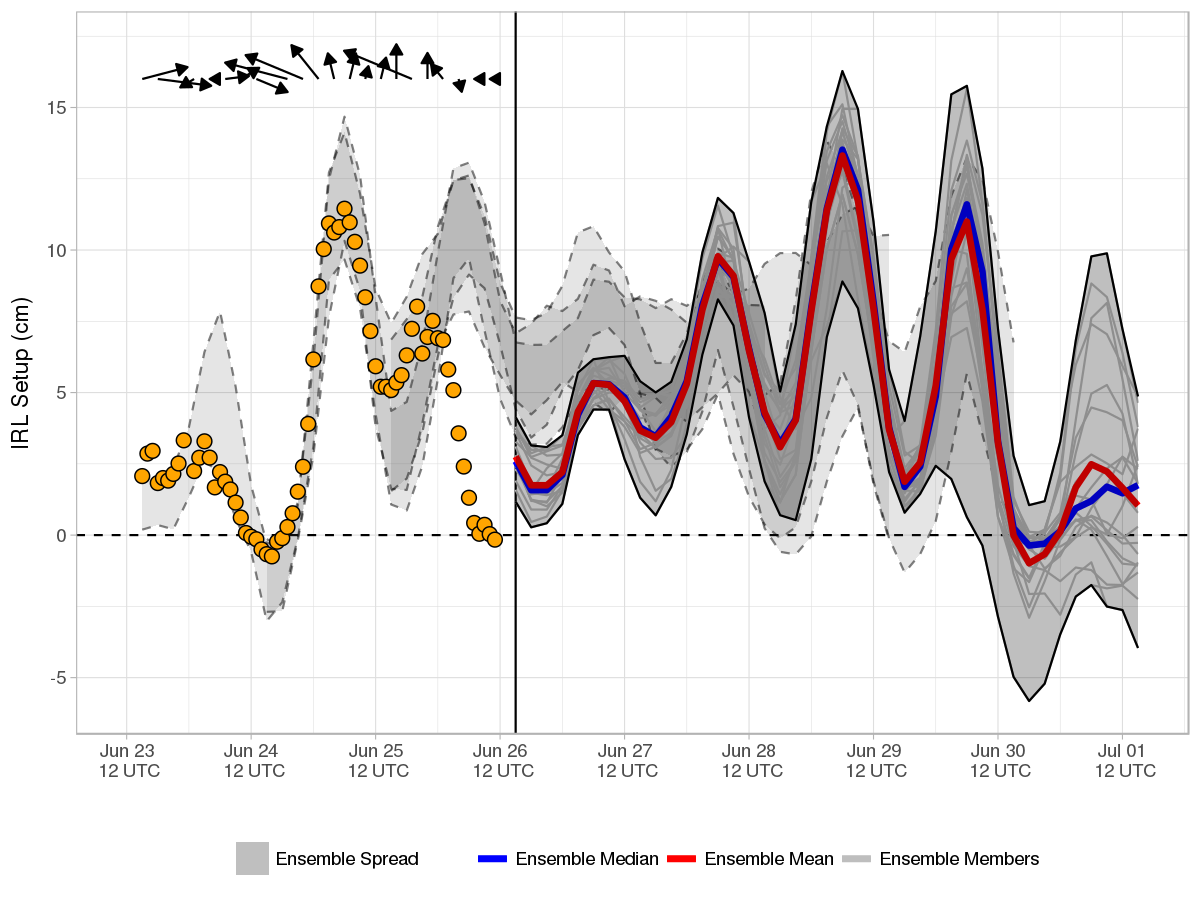 IRL Setup (cm)
15
10
5
0
-5
Jun 23
12 UTC
Jun 24
12 UTC
Jun 25
12 UTC
Jun 26
12 UTC
Jun 27
12 UTC
Jun 28
12 UTC
Jun 29
12 UTC
Jun 30
12 UTC
Jul 01
12 UTC
Ensemble Spread
Ensemble Median
Ensemble Mean
Ensemble Members